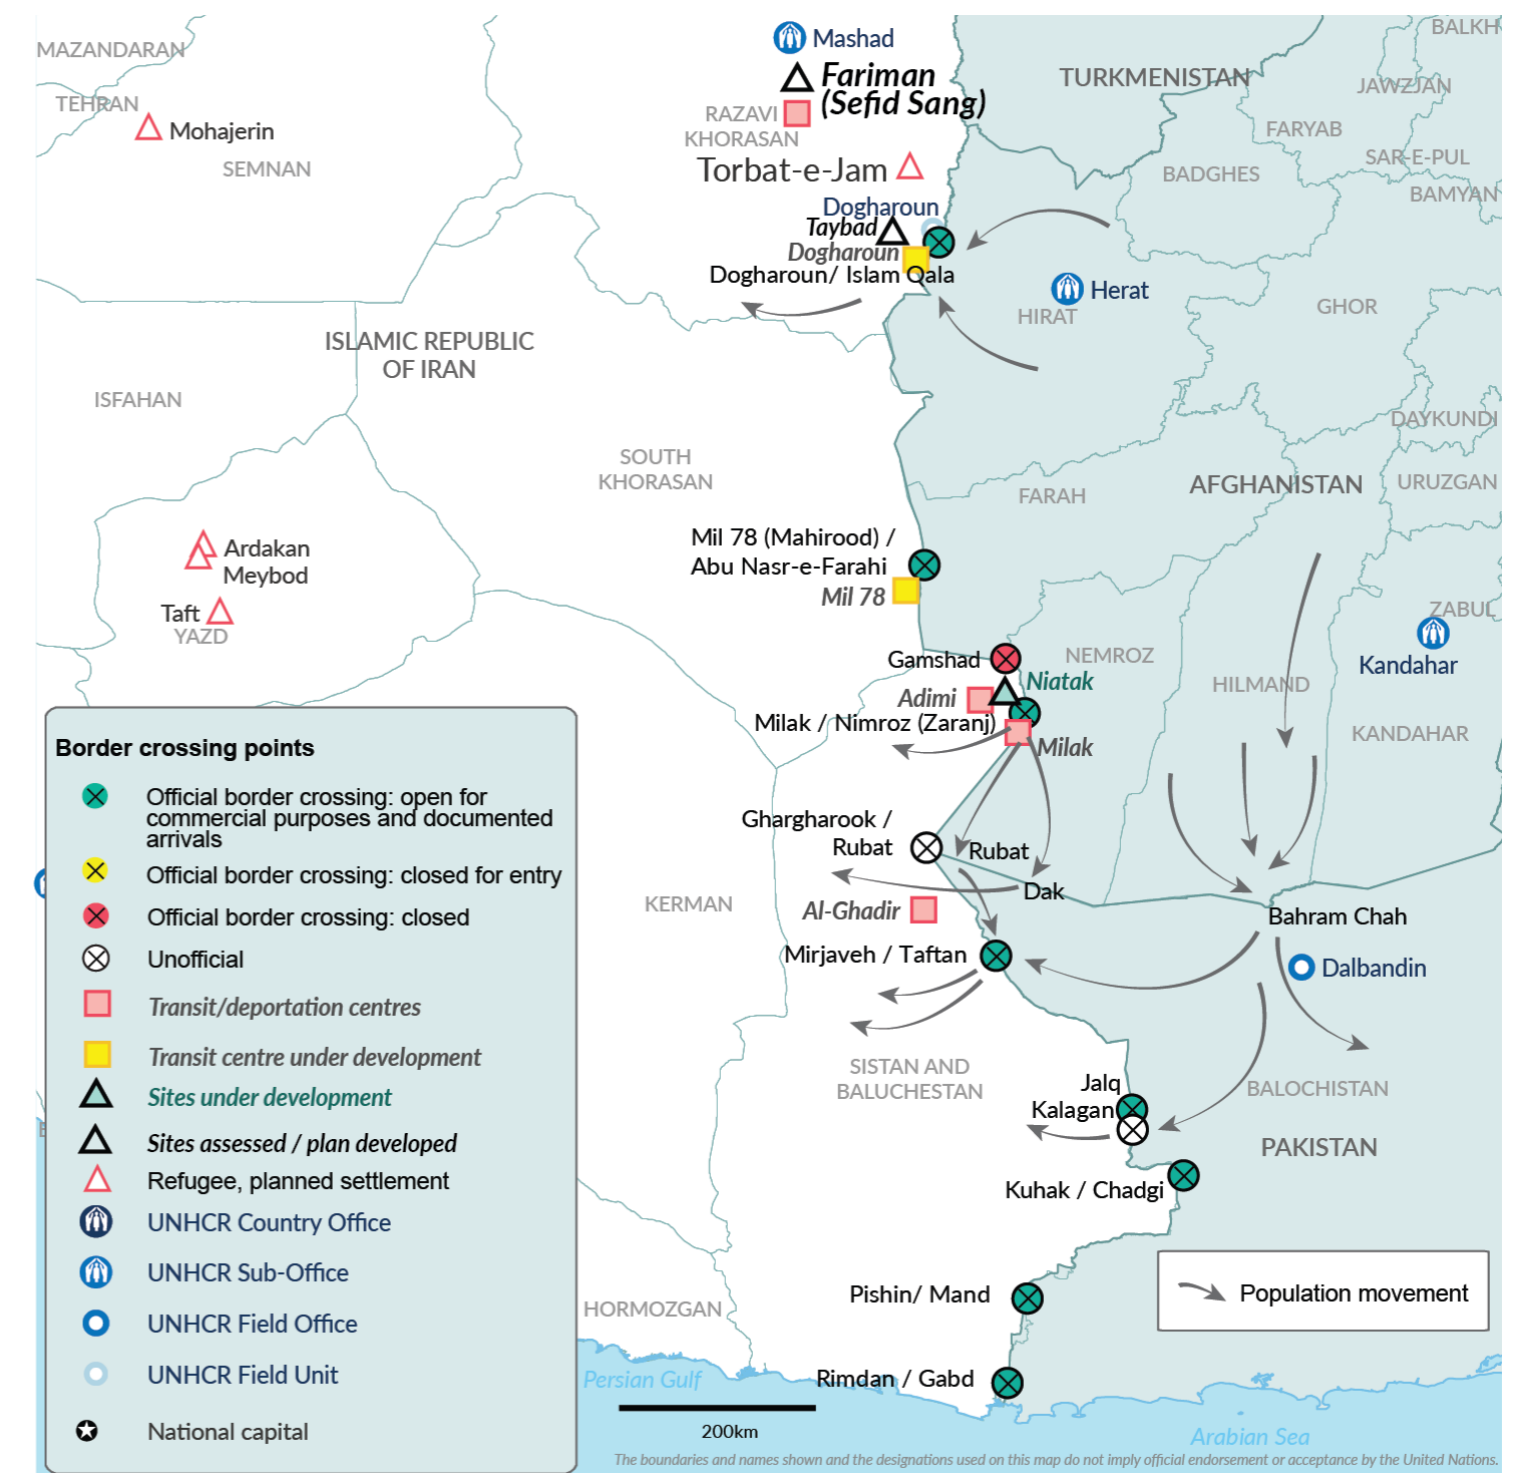 MAZANDARAN
TEHRAN
Mohajerin
SEMNAN
Mashad
Fariman
(Sefid Sang)
RAZAVI
KHORASAN
Torbat-e-Jam
Dogharoun
Taybad
Dogharoun
Dogharoun/ Islam Qala
TURKMENISTAN
BALKH
JAWZJAN
FARYAB
SAR-E-PUL
BADGHES
BAMYAN
Herat
HIRAT
GHOR
ISLAMIC REPUBLIC
OF IRAN
ISFAHAN
DAYKUNDI
SOUTH
KHORASAN
FARAH
AFGHANISTAN
URUZGAN
Mil 78 (Mahirood) /
Abu Nasr-e-Farahi
Mil 78
Ardakan
Meybod
Taft
YAZD
ZABUL
Kandahar
Gamshad
NEMROZ
Niatak
Adimi
HILMAND
Milak / Nimroz (Zaranj)
Milak
KANDAHAR
Ghargharook /
Rubat
Rubat
Dak
KERMAN
Al-Ghadir
Bahram Chah
Mirjaveh / Taftan
Dalbandin
SISTAN AND
BALUCHESTAN
Jalq
Kalagan
BALOCHISTAN
PAKISTAN
Kuhak / Chadgi
Pishin/ Mand
HORMOZGAN
Rimdan / Gabd
Persian Gulf
Arabian Sea
Border crossing points
Official border crossing: open for
commercial purposes and documented
arrivals
Official border crossing: closed for entry
Official border crossing: closed
Unofficial
Transit/deportation centres
Transit centre under development
Sites under development
Sites assessed / plan developed
Refugee, planned settlement
UNHCR Country Office
UNHCR Sub-Office
UNHCR Field Office
UNHCR Field Unit
National capital
Population movement
200km
The boundaries and names shown and the designations used on this map do not imply official endorsement or acceptance by the United Nations.